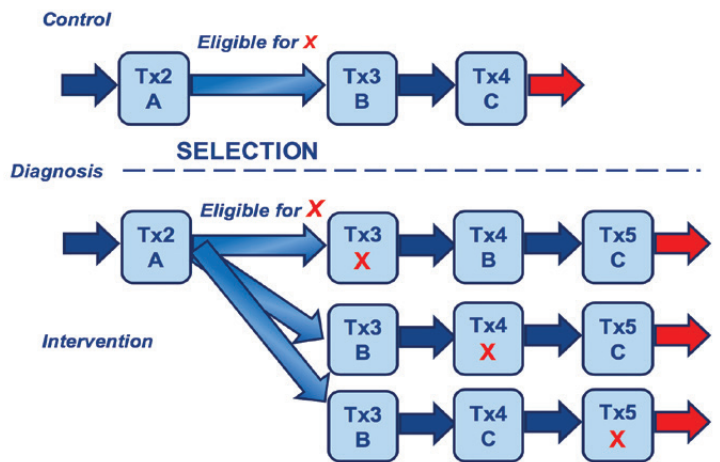 Control
Eligible for X
Tx2
A
Tx3
B
Tx4
C
SELECTION
Diagnosis
Eligible for X
Tx2
A
Tx3
X
Tx4
B
Tx5
C
Intervention
Tx3
B
Tx4
X
Tx5
C
Tx3
B
Tx4
C
Tx5
X